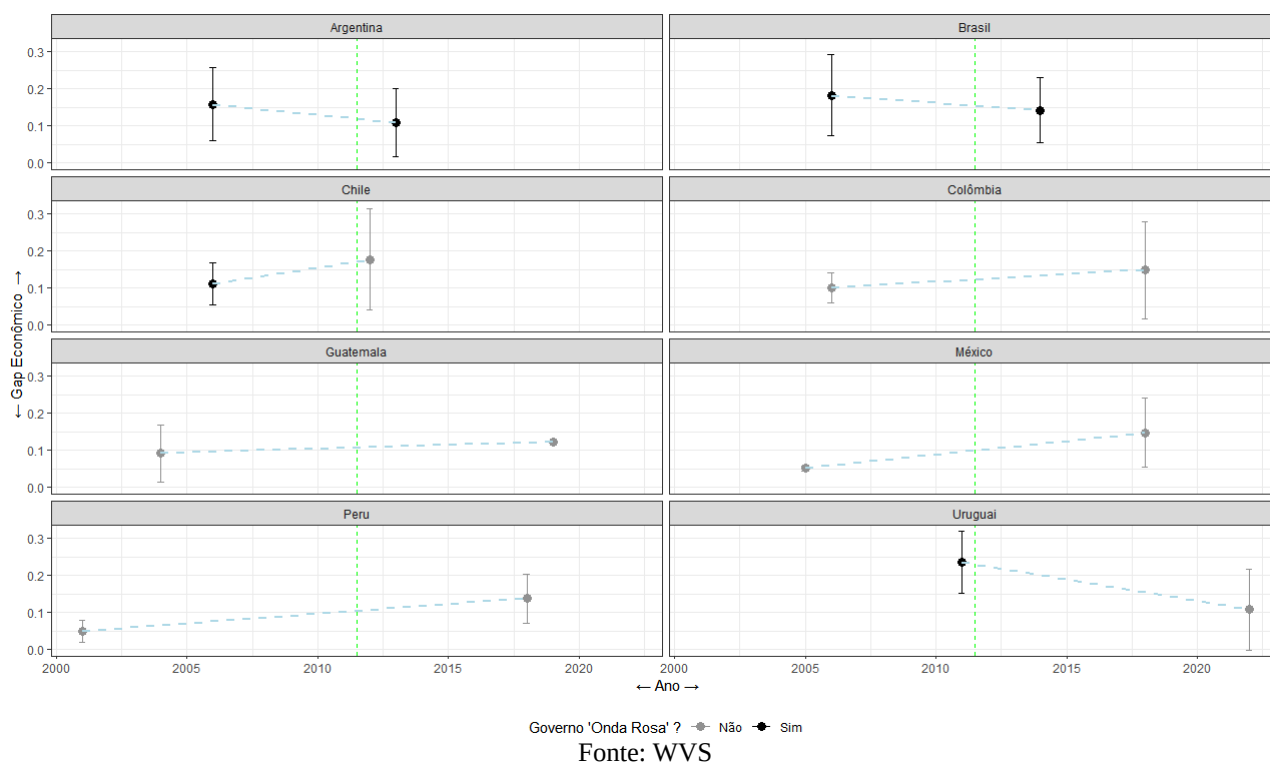 Argentina
Brasil
0.3
0.2
0.1
0.0
Chile
Colômbia
0.3
0.2
0.1
0.0
← Gap Econômico →
Guatemala
México
0.3
0.2
0.1
0.0
Peru
Uruguai
0.3
0.2
0.1
0.0
2000 2005 2010 2015 2020 2000 2005 2010 2015 2020
← Ano →
Governo 'Onda Rosa' ? Não Sim
Fonte: WVS